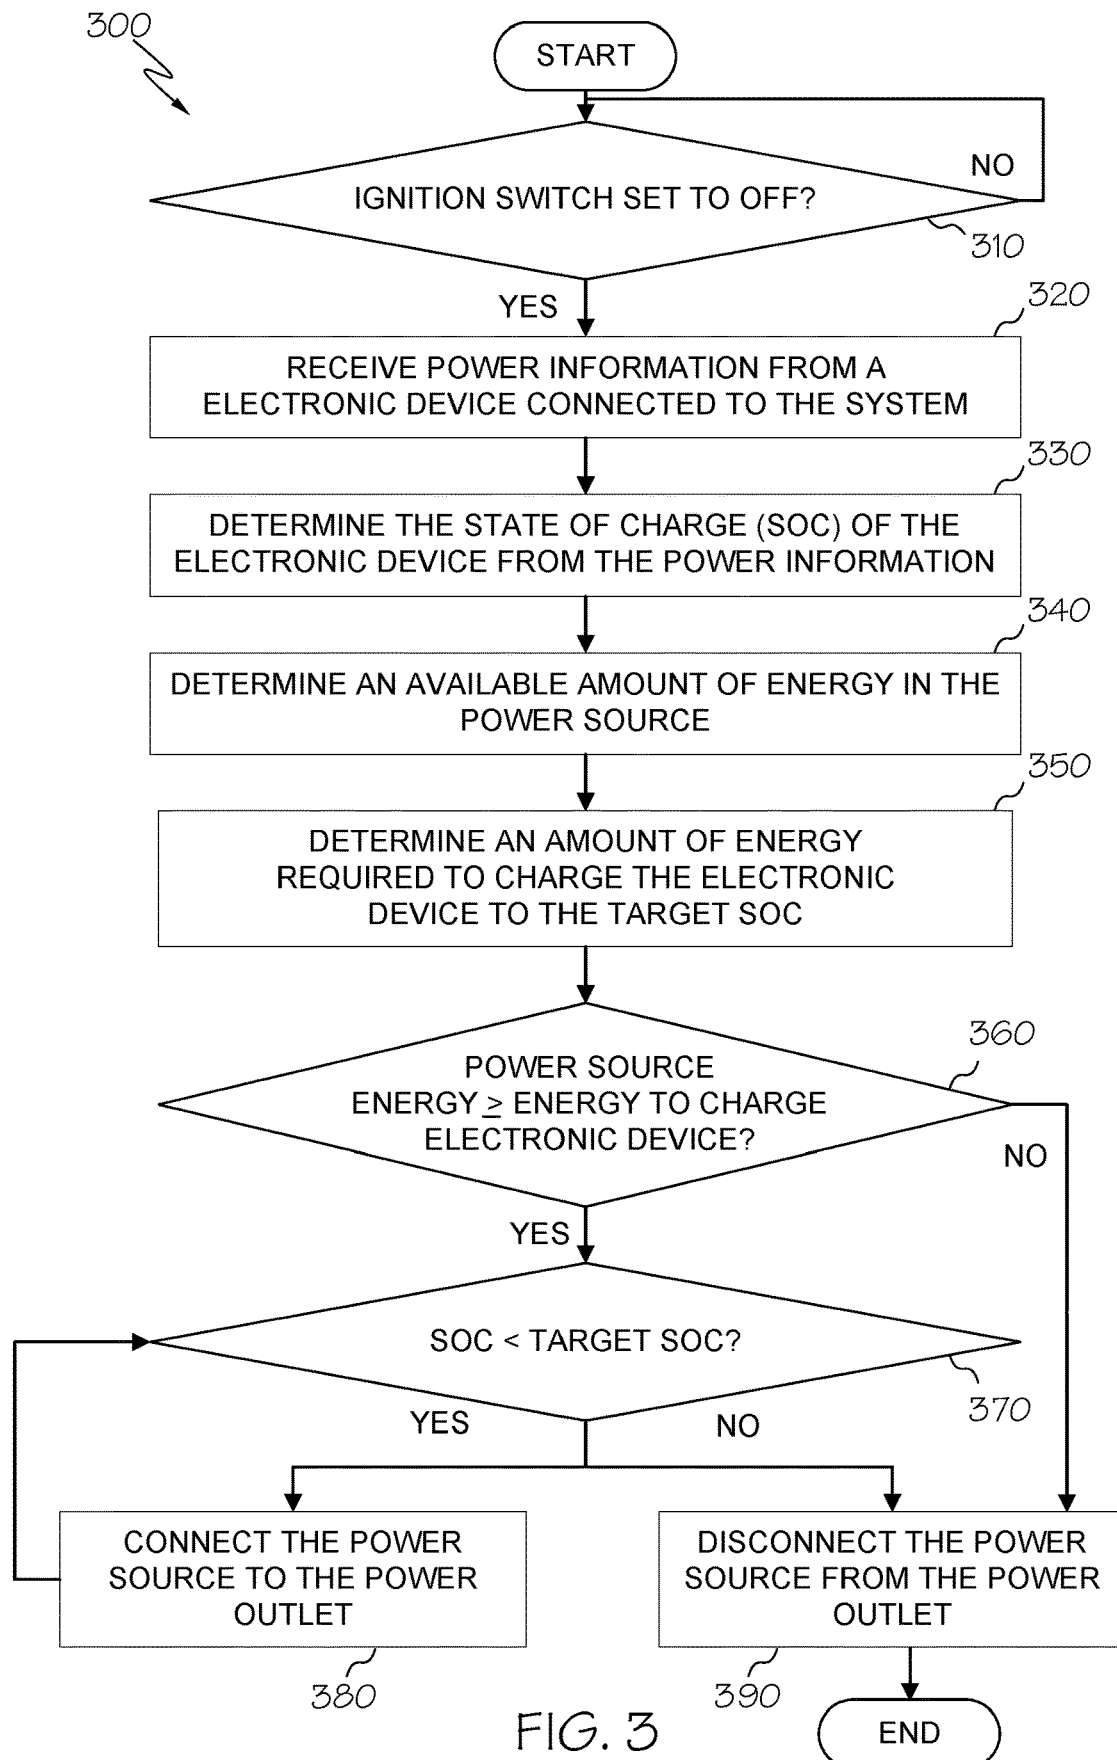 300
START
NO
IGNITION SWITCH SET TO OFF?
310
YES
320
RECEIVE POWER INFORMATION FROM A
ELECTRONIC DEVICE CONNECTED TO THE SYSTEM
330
DETERMINE THE STATE OF CHARGE (SOC) OF THE
ELECTRONIC DEVICE FROM THE POWER INFORMATION
340
DETERMINE AN AVAILABLE AMOUNT OF ENERGY IN THE
POWER SOURCE
350
DETERMINE AN AMOUNT OF ENERGY
REQUIRED TO CHARGE THE ELECTRONIC
DEVICE TO THE TARGET SOC
360
POWER SOURCE
ENERGY ≥ ENERGY TO CHARGE
ELECTRONIC DEVICE?
NO
YES
SOC < TARGET SOC?
370
YES
NO
CONNECT THE POWER
SOURCE TO THE POWER
OUTLET
380
DISCONNECT THE POWER
SOURCE FROM THE POWER
OUTLET
390
END
FIG. 3